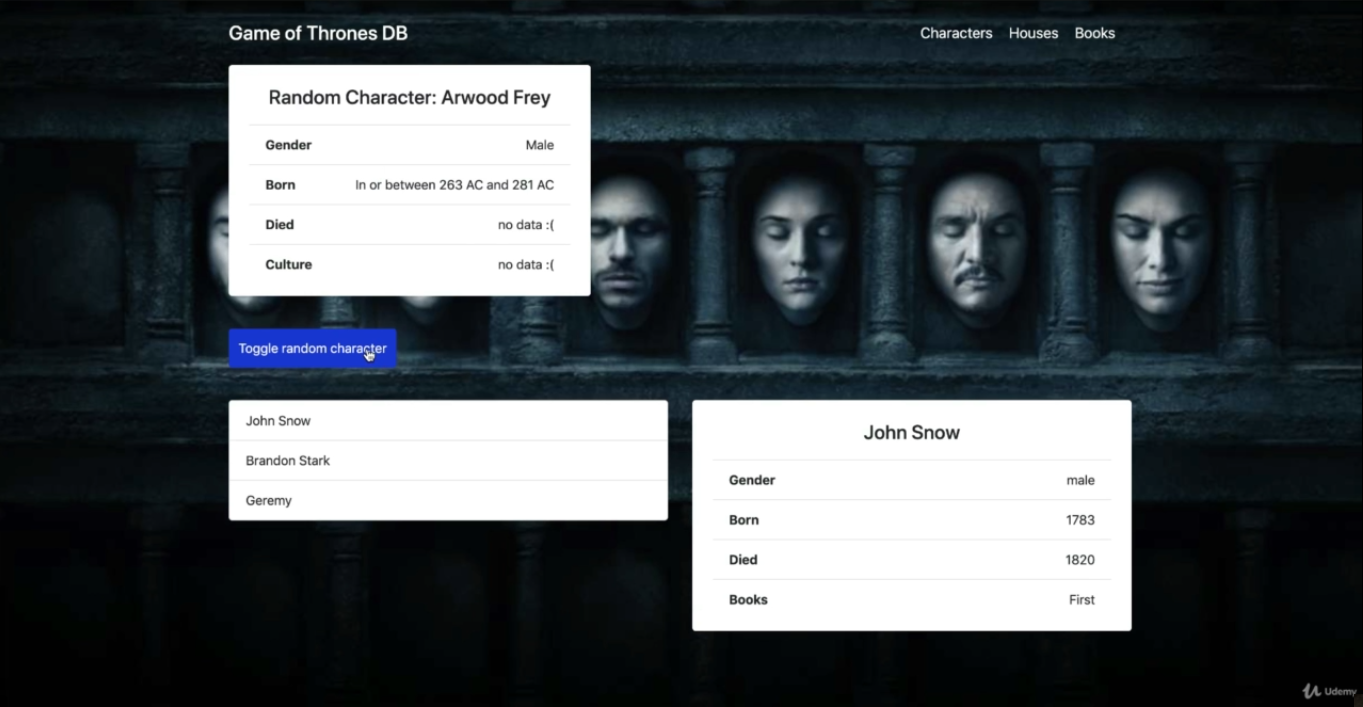 Game of Thrones DB
Characters Houses Books
Random Character: Arwood Frey
Gender Male
Born In or between 263 AC and 281 AC
Died no data :(
Culture no data :(
Toggle random character
John Snow
Brandon Stark
Geremy
John Snow
Gender male
Born 1783
Died 1820
Books First
Udemy